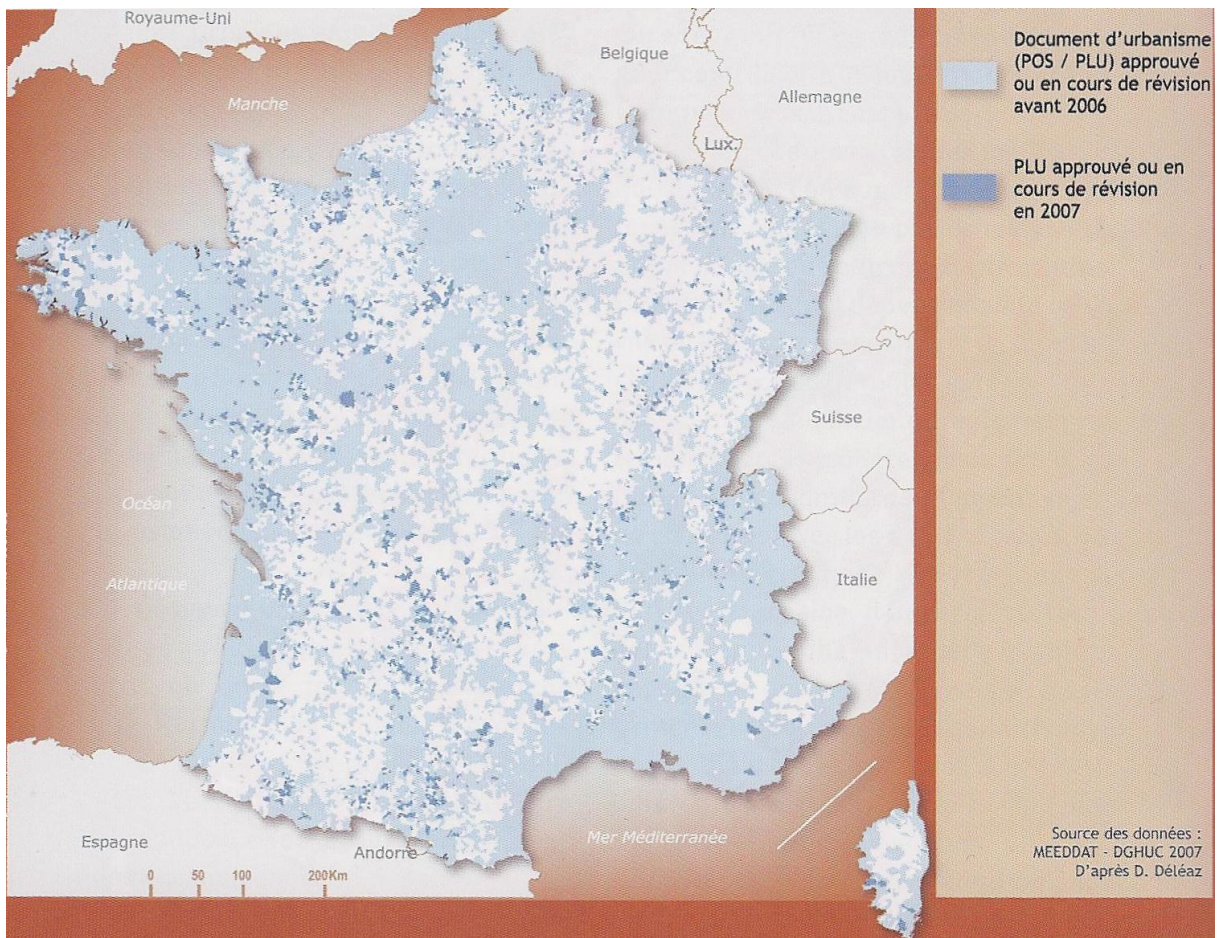 Royaume-Uni
Belgique
Allemagne
Manche
Lux.
Suisse
Océan
Atlantique
Italie
Espagne
Andorre
Mer Méditerranée
0 50 100 200Km
Document d'urbanisme
(POS / PLU) approuvé
ou en cours de révision
avant 2006
PLU approuvé ou en
cours de révision
en 2007
Source des données :
MEEDDAT - DGHUC 2007
D'après D. Déléaz